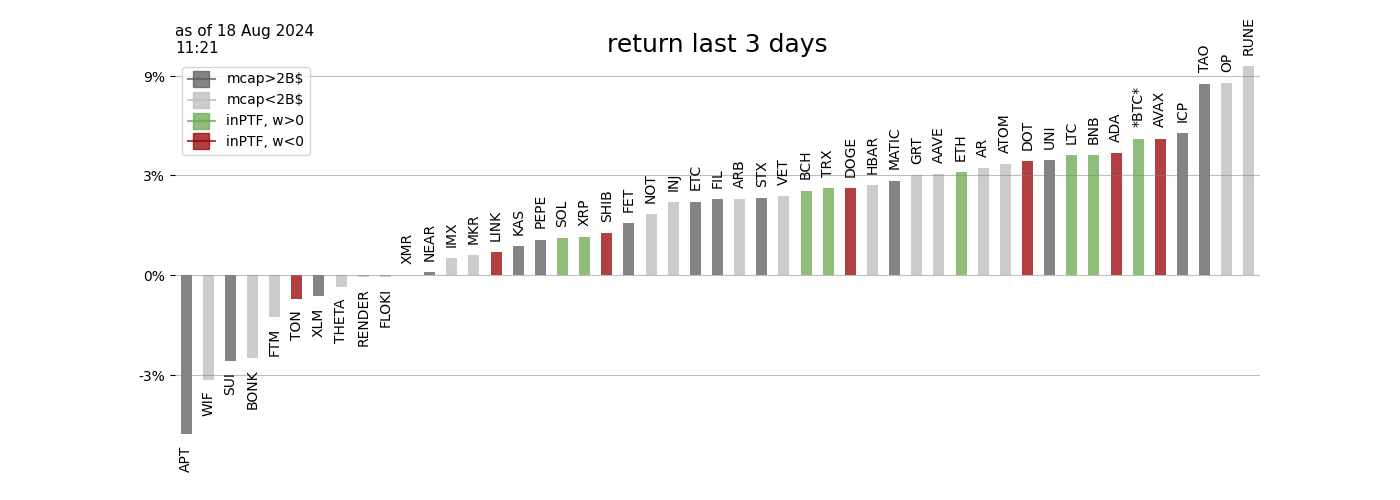 as of 18 Aug 2024
11:21
return last 3 days
mcap>2B$
mcap<2B$
inPTF, w>0
inPTF, w<0
9%
3%
0%
-3%
APT
WIF
SUI
BONK
FTM
TON
XLM
THETA
RENDER
FLOKI
XMR
NEAR
IMX
MKR
LINK
KAS
PEPE
SOL
XRP
SHIB
FET
NOT
INJ
ETC
FIL
ARB
STX
VET
BCH
TRX
DOGE
HBAR
MATIC
GRT
AAVE
ETH
AR
ATOM
DOT
UNI
LTC
BNB
ADA
*BTC*
AVAX
ICP
TAO
OP
RUNE